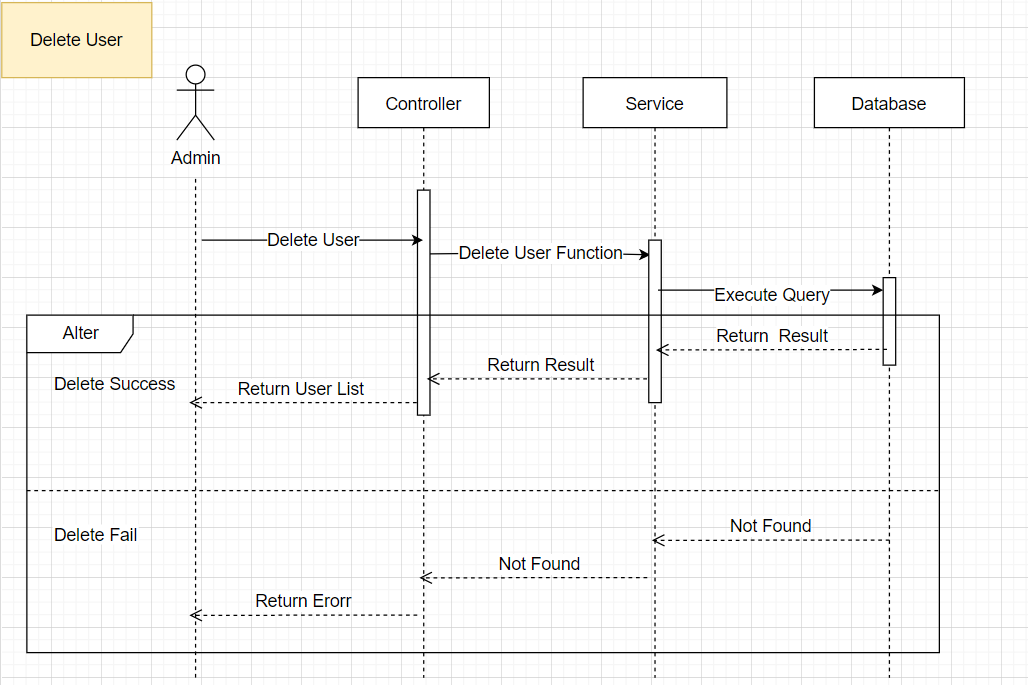 Delete User
Admin
Controller
Service
Database
Delete User
Delete User Function
Execute Query
Alter
Return  Result
Return Result
Delete Success
Return User List
Not Found
Delete Fail
Not Found
Return Erorr